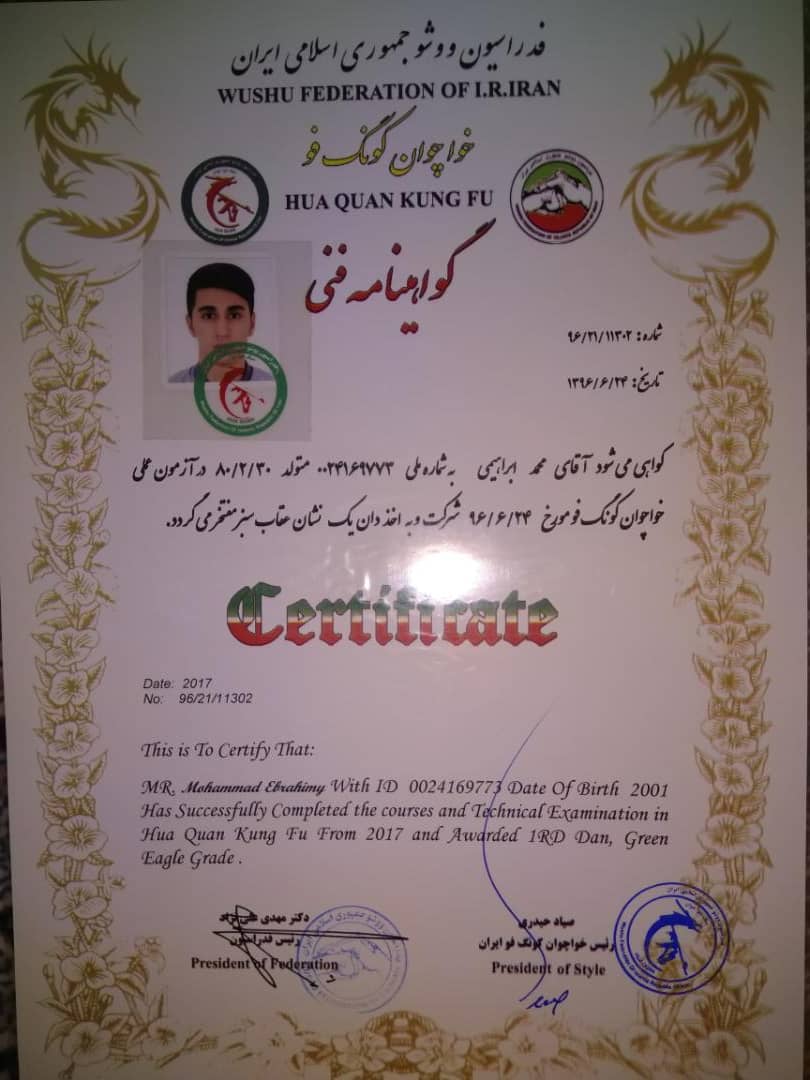 فدراسیون ووشو جمهوری اسلامی ایران
WUSHU FEDERATION OF I.R.IRAN
خواچوان کونگ فو
HUA QUAN KUNG FU
گواهینامه فنی
شماره: ۹۶/۲۱/۱۱۳۰۲
تاریخ: ۱۳۹۶/۶/۲۴
گواهی می شود آقای محمد ابراهیمی به شماره ملی ۰۰۲۴۱۶۹۷۷۳ متولد ۸۰/۲/۳۰ در آزمون عملی
خواچوان کونگ فو مورخ ۹۶/۶/۲۴ شرکت و به اخذ دان یک نشان عقاب سبز مفتخر می گردد.
Certificate
Date: 2017
No: 96/21/11302
This is To Certify That:
MR. Mohammad Ebrahimy With ID 0024169773 Date Of Birth 2001
Has Successfully Completed the courses and Technical Examination in
Hua Quan Kung Fu From 2017 and Awarded 1RD Dan, Green
Eagle Grade .
دکتر مهدی علی نژاد
رئیس فدراسیون
President of Federation
صیاد حیدری
رئیس خواچوان کونگ فو ایران
President of Style